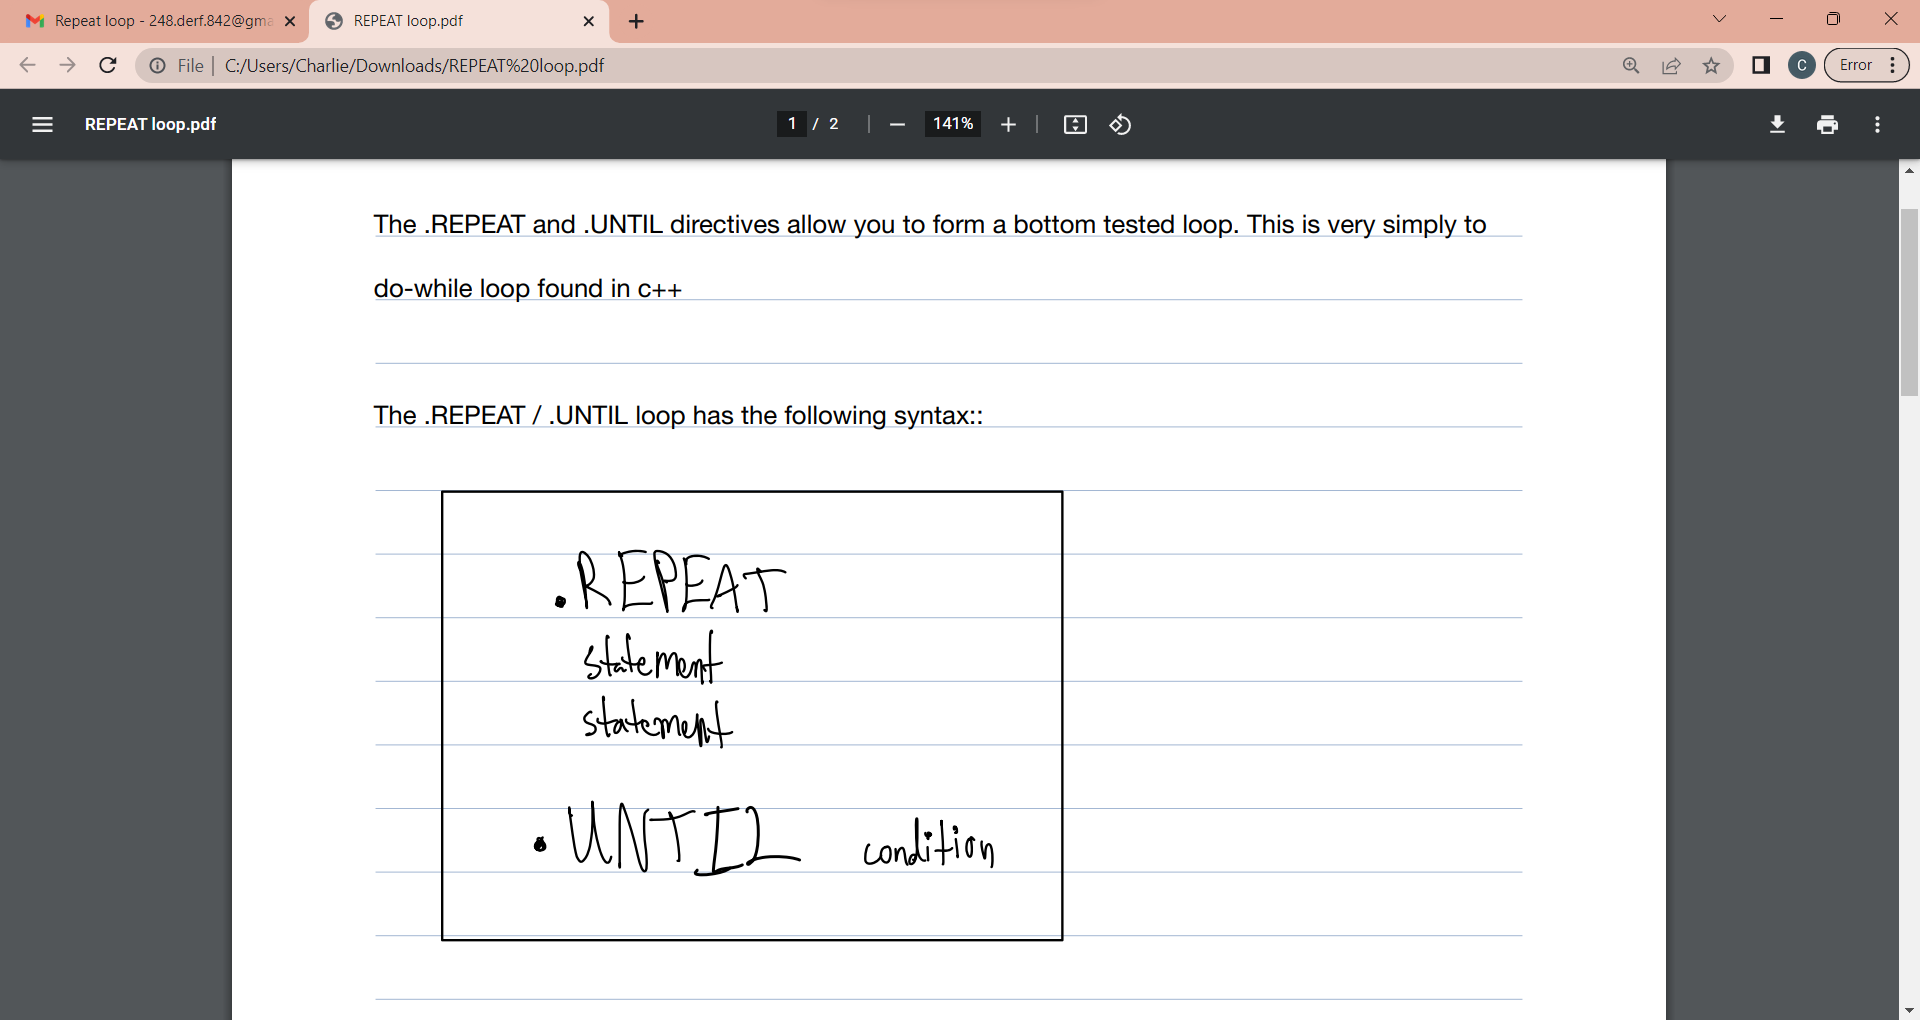 Repeat loop - 248.derf.842@gma
REPEAT loop.pdf
File | C:/Users/Charlie/Downloads/REPEAT%20loop.pdf
C
Error
REPEAT loop.pdf
1 / 2
141%
The .REPEAT and .UNTIL directives allow you to form a bottom tested loop. This is very simply to
do-while loop found in c++
The .REPEAT / .UNTIL loop has the following syntax::
.REPEAT
statement
statement
.UNTIL condition